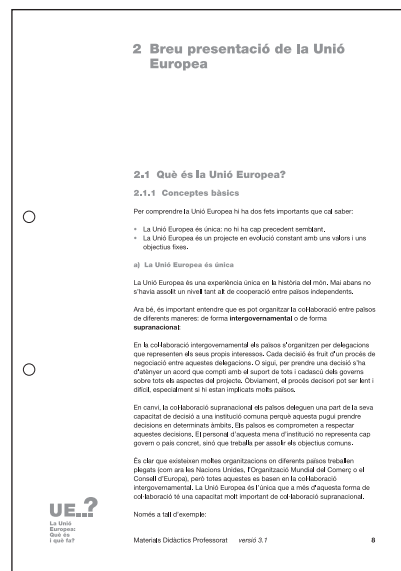 2 Breu presentació de la Unió
Europea
2.1 Què és la Unió Europea?
2.1.1 Conceptes bàsics
Per comprendre la Unió Europea hi ha dos fets importants que cal saber:
• La Unió Europea és única: no hi ha cap precedent semblant.
• La Unió Europea és un projecte en evolució constant amb uns valors i uns
objectius fixes.
a) La Unió Europea és única
La Unió Europea és una experiència única en la història del món. Mai abans no
s'havia assolit un nivell tant alt de cooperació entre països independents.
Ara bé, és important entendre que es pot organitzar la col·laboració entre països
de diferents maneres: de forma intergovernamental o de forma
supranacional:
En la col·laboració intergovernamental els països s'organitzen per delegacions
que representen els seus propis interessos. Cada decisió és fruit d'un procés de
negociació entre aquestes delegacions. O sigui, per prendre una decisió s'ha
d'atènyer un acord que compti amb el suport de tots i cadascú dels governs
sobre tots els aspectes del projecte. Obviament, el procés decisori pot ser lent i
difícil, especialment si hi estan implicats molts països.
En canvi, la col·laboració supranacional els països deleguen una part de la seva
capacitat de decisió a una institució comuna perquè aquesta pugui prendre
decisions en determinats àmbits. Els països es comprometen a respectar
aquestes decisions. El personal d'aquesta mena d'institució no representa cap
govern o país concret, sinó que treballa per assolir els objectius comuns.
És clar que existeixen moltes organitzacions on diferents països treballen
plegats (com ara les Nacions Unides, l'Organització Mundial del Comerç o el
Consell d'Europa), però totes aquestes es basen en la col·laboració
intergovernamental. La Unió Europea és l'única que a més d'aquesta forma de
col·laboració té una capacitat molt important de col·laboració supranacional.
Només a tall d'exemple:
UE..?
La Unió
Europea:
Què és
i què fa?
Materials Didàctics Professorat versió 3.1 8